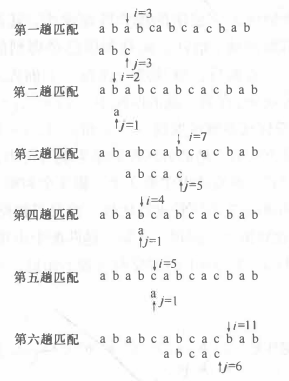 ↓i=3
第一趟匹配 a b a b c a b c a c b a b
a b c
↑j=3
↓i=2
第二趟匹配 a b a b c a b c a c b a b
a
↑j=1
↓i=7
第三趟匹配 a b a b c a b c a c b a b
a b c a c
↑j=5
↓i=4
第四趟匹配 a b a b c a b c a c b a b
a
↑j=1
↓i=5
第五趟匹配 a b a b c a b c a c b a b
a
↑j=1
↓i=11
第六趟匹配 a b a b c a b c a c b a b
a b c a c
↑j=6